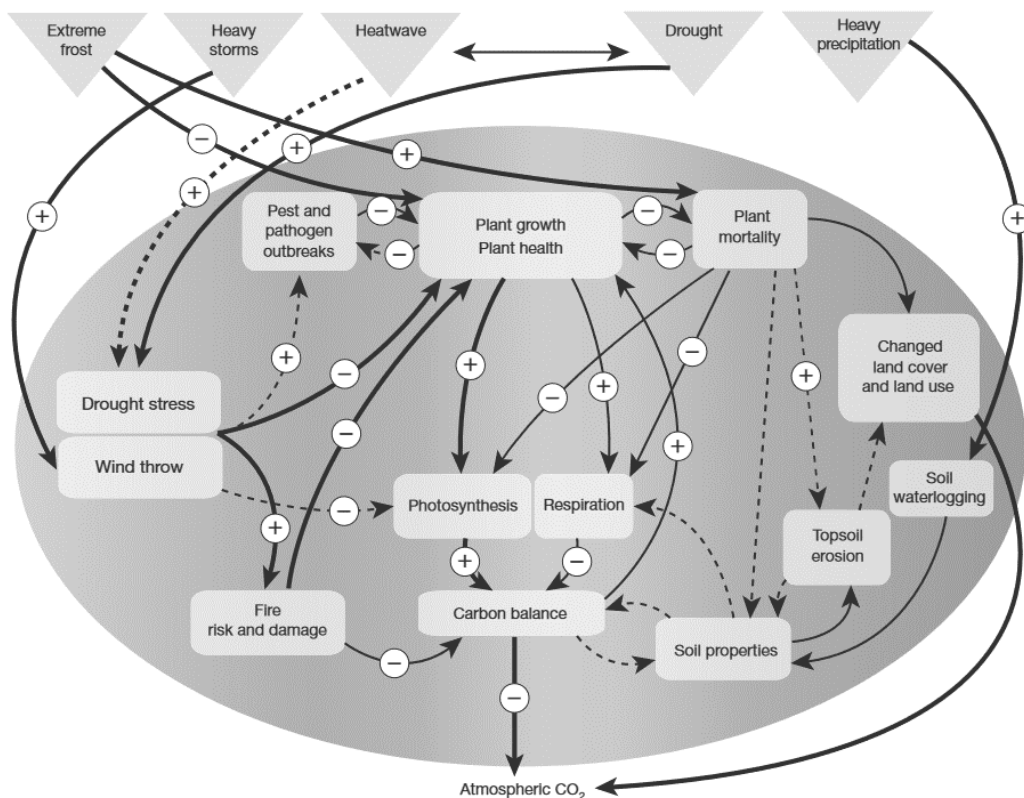 Extreme
frost
Heavy
storms
Heatwave
Drought
Heavy
precipitation
−
+
+
+
+
+
Pest and
pathogen
outbreaks
−
−
Plant growth
Plant health
−
−
Plant
mortality
+
−
−
+
−
+
−
+
Changed
land cover
and land use
Drought stress
Wind throw
−
+
+
−
Photosynthesis
Respiration
Soil
waterlogging
Topsoil
erosion
+
−
Fire
risk and damage
Carbon balance
Soil properties
−
−
Atmospheric CO₂